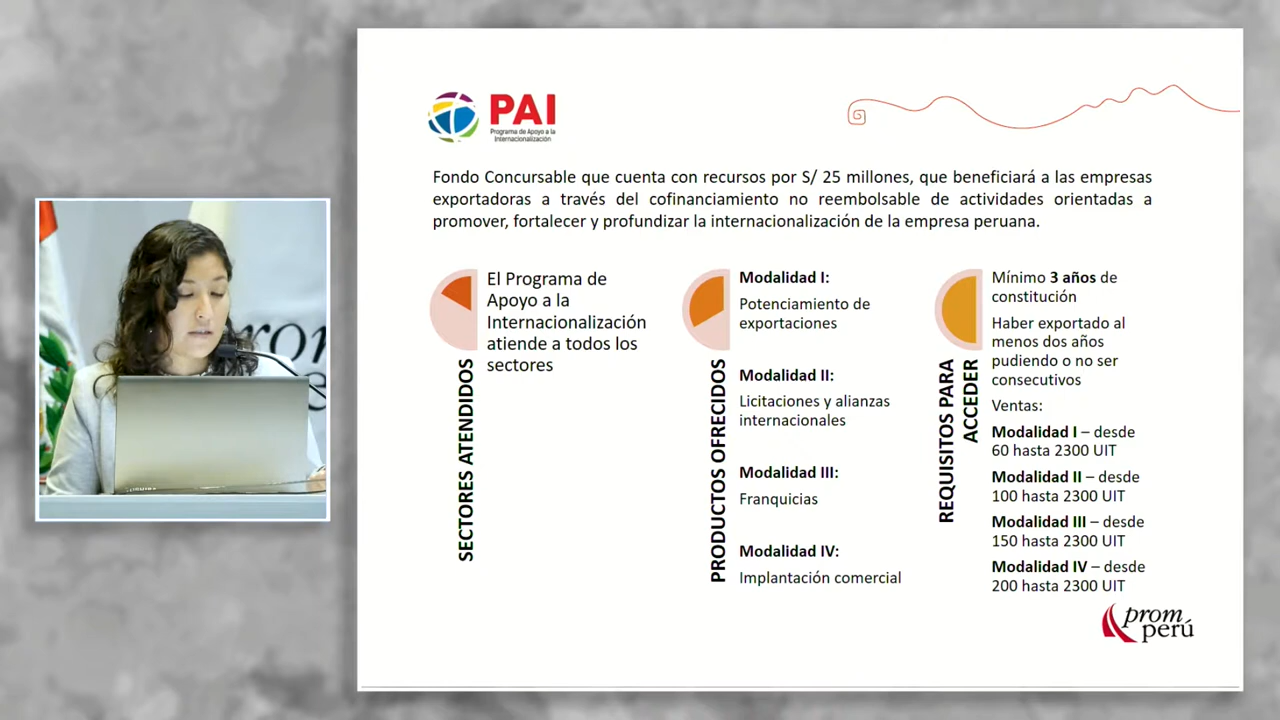 PAI
Programa de Apoyo a la
Internacionalización
Fondo Concursable que cuenta con recursos por S/ 25 millones, que beneficiará a las empresas
exportadoras a través del cofinanciamiento no reembolsable de actividades orientadas a
promover, fortalecer y profundizar la internacionalización de la empresa peruana.
SECTORES ATENDIDOS
El Programa de
Apoyo a la
Internacionalización
atiende a todos los
sectores
PRODUCTOS OFRECIDOS
Modalidad I:
Potenciamiento de
exportaciones
Modalidad II:
Licitaciones y alianzas
internacionales
Modalidad III:
Franquicias
Modalidad IV:
Implantación comercial
REQUISITOS PARA
ACCEDER
Mínimo 3 años de
constitución
Haber exportado al
menos dos años
pudiendo o no ser
consecutivos
Ventas:
Modalidad I – desde
60 hasta 2300 UIT
Modalidad II – desde
100 hasta 2300 UIT
Modalidad III – desde
150 hasta 2300 UIT
Modalidad IV – desde
200 hasta 2300 UIT
prom
perú